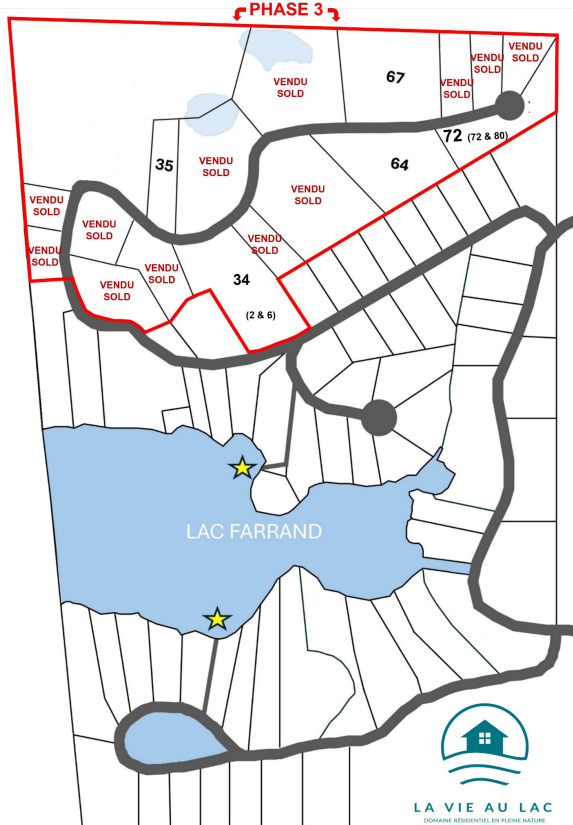 PHASE 3
VENDU
SOLD
VENDU
SOLD
VENDU
SOLD
VENDU
SOLD
67
72 (72 & 80)
35
VENDU
SOLD
64
VENDU
SOLD
VENDU
SOLD
VENDU
SOLD
VENDU
SOLD
VENDU
SOLD
VENDU
SOLD
VENDU
SOLD
34
(2 & 6)
LAC FARRAND
LA VIE AU LAC
DOMAINE RÉSIDENTIEL EN PLEINE NATURE